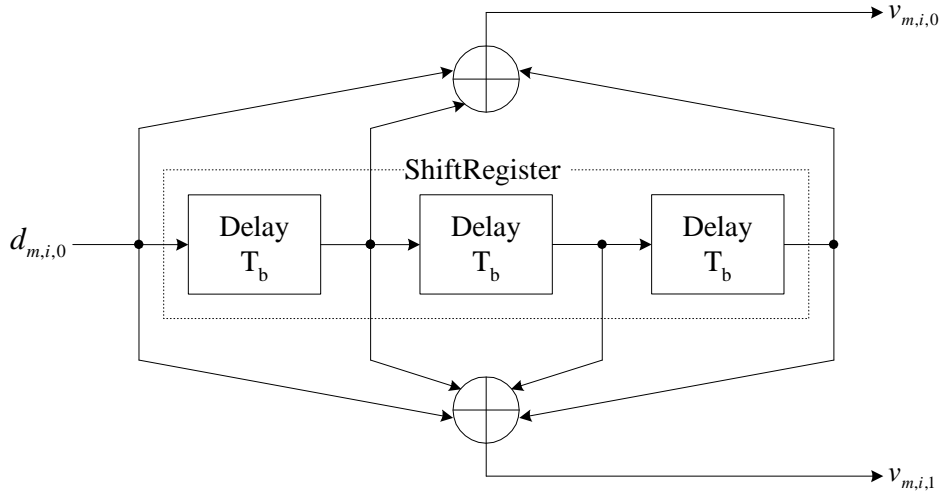 v_{m,i,0}
ShiftRegister
d_{m,i,0}
Delay
T_b
Delay
T_b
Delay
T_b
v_{m,i,1}